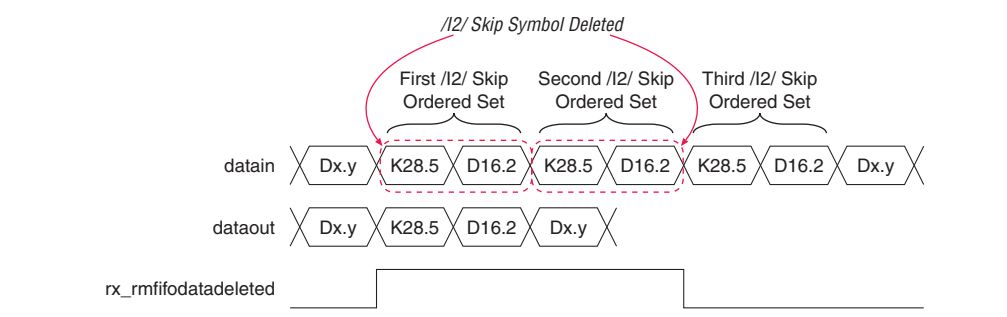 /I2/ Skip Symbol Deleted
First /I2/ Skip
Ordered Set
Second /I2/ Skip
Ordered Set
Third /I2/ Skip
Ordered Set
datain Dx.y K28.5 D16.2 K28.5 D16.2 K28.5 D16.2 Dx.y
dataout Dx.y K28.5 D16.2 Dx.y
rx_rmfifodatadeleted